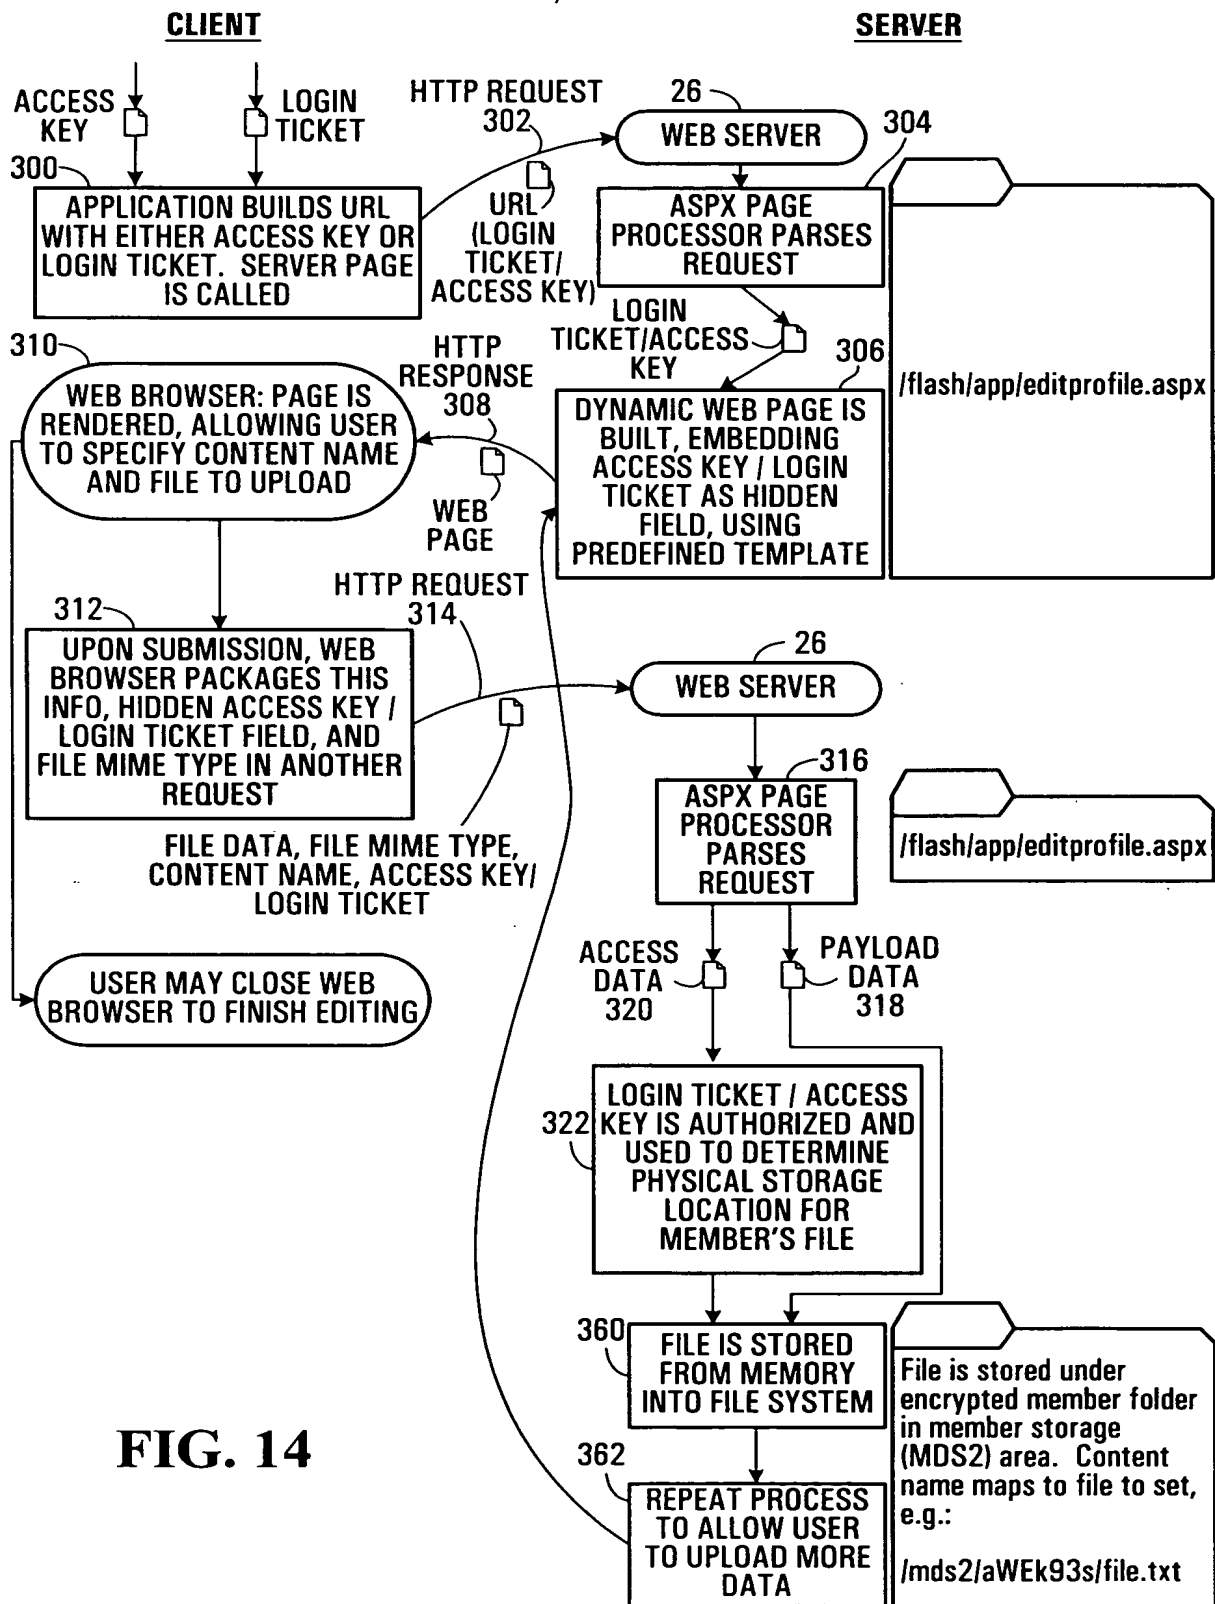 CLIENT
SERVER
ACCESS
KEY
LOGIN
TICKET
HTTP REQUEST
302
26
WEB SERVER
304
300
APPLICATION BUILDS URL
WITH EITHER ACCESS KEY OR
LOGIN TICKET. SERVER PAGE
IS CALLED
URL
(LOGIN
TICKET/
ACCESS KEY)
ASPX PAGE
PROCESSOR PARSES
REQUEST
/flash/app/editprofile.aspx
LOGIN
TICKET/ACCESS
KEY
306
310
WEB BROWSER: PAGE IS
RENDERED, ALLOWING USER
TO SPECIFY CONTENT NAME
AND FILE TO UPLOAD
HTTP
RESPONSE
308
WEB
PAGE
DYNAMIC WEB PAGE IS
BUILT, EMBEDDING
ACCESS KEY / LOGIN
TICKET AS HIDDEN
FIELD, USING
PREDEFINED TEMPLATE
HTTP REQUEST
314
312
UPON SUBMISSION, WEB
BROWSER PACKAGES THIS
INFO, HIDDEN ACCESS KEY /
LOGIN TICKET FIELD, AND
FILE MIME TYPE IN ANOTHER
REQUEST
26
WEB SERVER
316
ASPX PAGE
PROCESSOR
PARSES
REQUEST
/flash/app/editprofile.aspx
FILE DATA, FILE MIME TYPE,
CONTENT NAME, ACCESS KEY/
LOGIN TICKET
ACCESS
DATA
320
PAYLOAD
DATA
318
USER MAY CLOSE WEB
BROWSER TO FINISH EDITING
322
LOGIN TICKET / ACCESS
KEY IS AUTHORIZED AND
USED TO DETERMINE
PHYSICAL STORAGE
LOCATION FOR
MEMBER'S FILE
360
FILE IS STORED
FROM MEMORY
INTO FILE SYSTEM
File is stored under
encrypted member folder
in member storage
(MDS2) area. Content
name maps to file to set,
e.g.:
/mds2/aWEk93s/file.txt
362
REPEAT PROCESS
TO ALLOW USER
TO UPLOAD MORE
DATA
FIG. 14